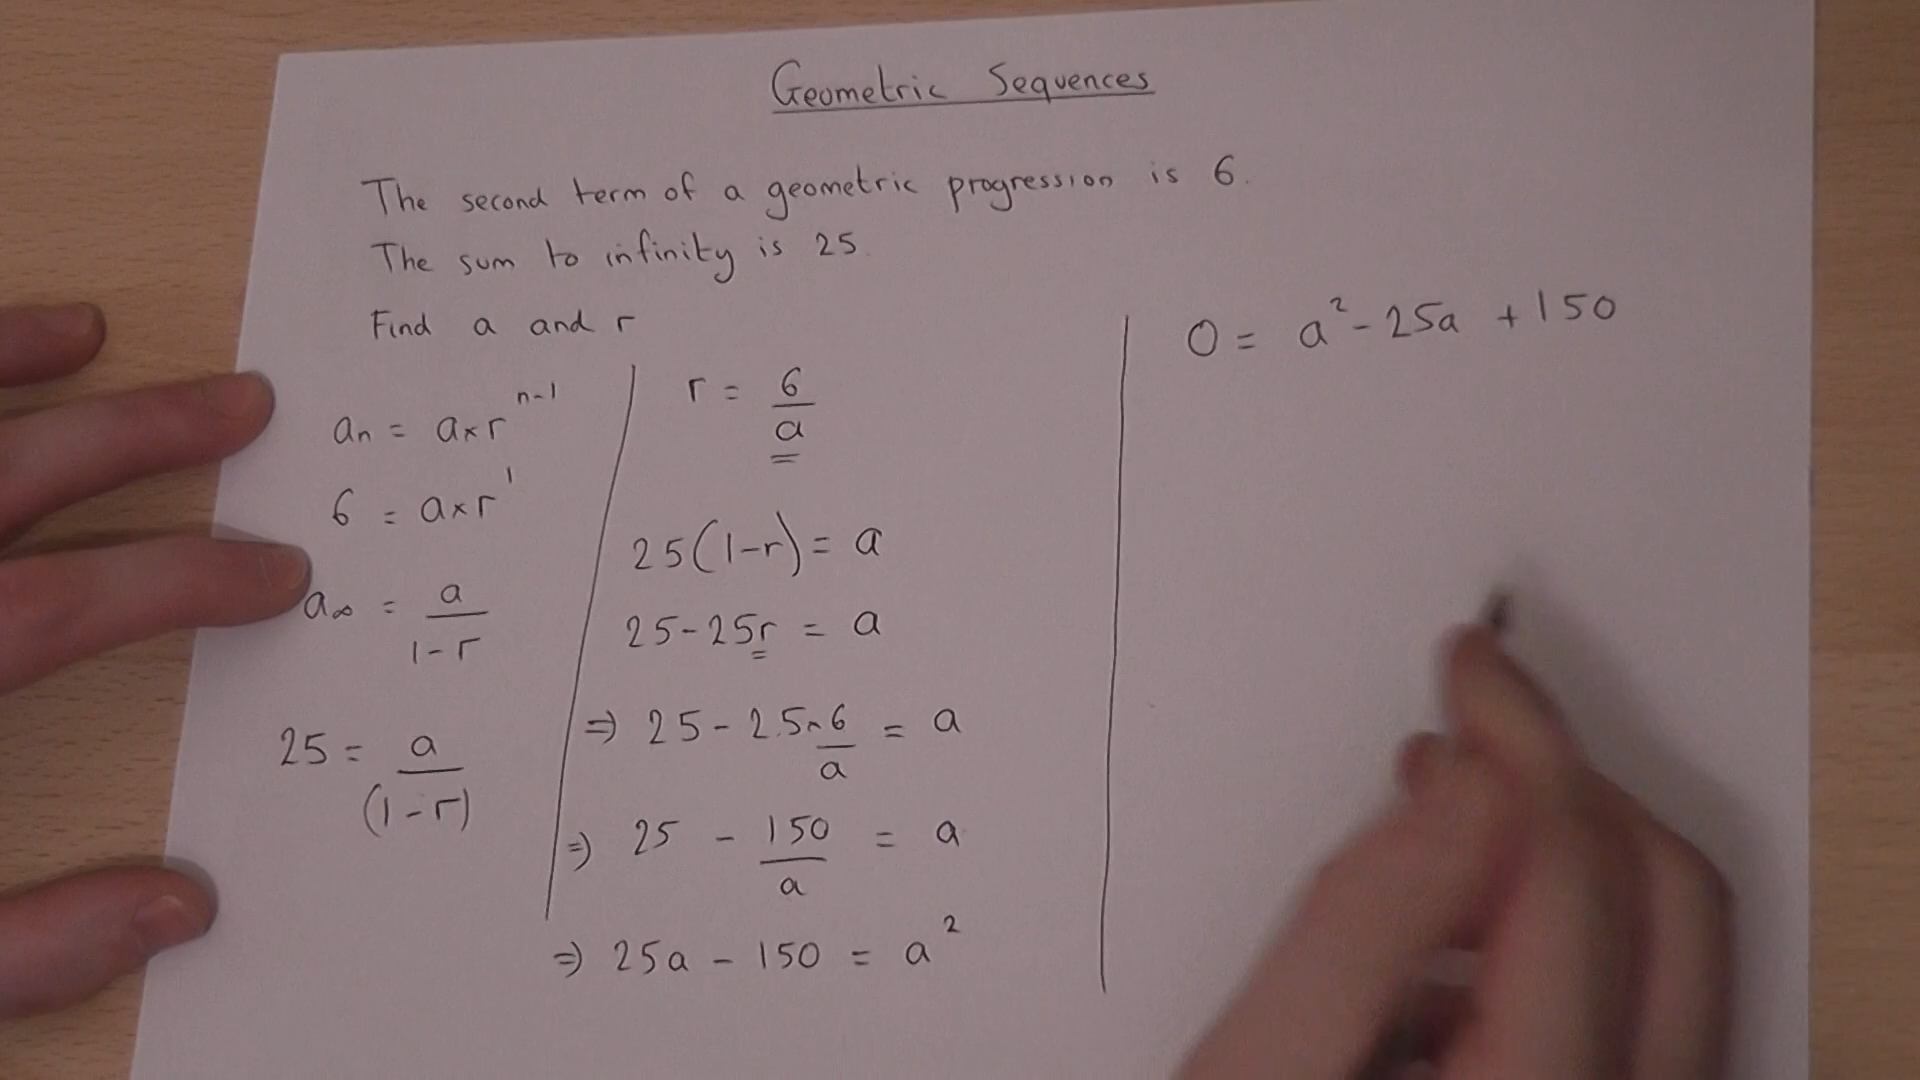 Geometric Sequences
The second term of a geometric progression is 6.
The sum to infinity is 25.
Find a and r
aₙ = a×rⁿ⁻¹
6 = a×r¹
a∞ = a/(1-r)
25 = a/(1-r)
r = 6/a
25(1-r) = a
25-25r = a
⇒ 25 - 25×6/a = a
⇒ 25 - 150/a = a
⇒ 25a - 150 = a²
0 = a² - 25a + 150